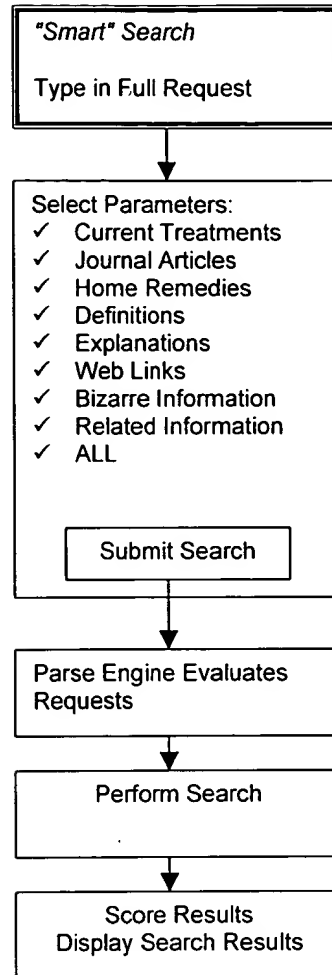 "Smart" Search
Type in Full Request
Select Parameters:
✓ Current Treatments
✓ Journal Articles
✓ Home Remedies
✓ Definitions
✓ Explanations
✓ Web Links
✓ Bizarre Information
✓ Related Information
✓ ALL
Submit Search
Parse Engine Evaluates
Requests
Perform Search
Score Results
Display Search Results